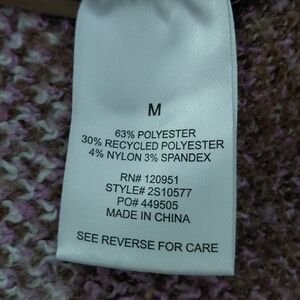 M
63% POLYESTER
30% RECYCLED POLYESTER
4% NYLON 3% SPANDEX
RN# 120951
STYLE# 2S10577
PO# 449505
MADE IN CHINA
SEE REVERSE FOR CARE